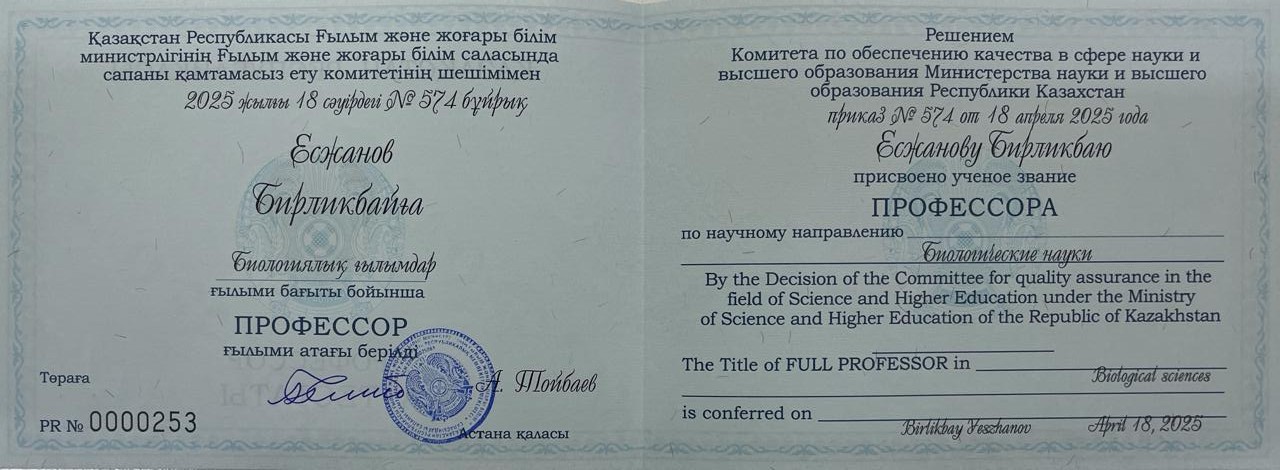 Қазақстан Республикасы Ғылым және жоғары білім
министрлігінің Ғылым және жоғары білім саласында
сапаны қамтамасыз ету комитетінің шешімімен
2025 жылғы 18 сәуірдегі № 574 бұйрық
Есжанов
Бирликбайға
Биологиялық ғылымдар
ғылыми бағыты бойынша
ПРОФЕССОР
ғылыми атағы берілді
Төраға
А. Тойбаев
PR № 0000253
Астана қаласы
Решением
Комитета по обеспечению качества в сфере науки и
высшего образования Министерства науки и высшего
образования Республики Казахстан
приказ № 574 от 18 апреля 2025 года
Есжанову Бирликбаю
присвоено ученое звание
ПРОФЕССОРА
по научному направлению
Биологические науки
By the Decision of the Committee for quality assurance in the
field of Science and Higher Education under the Ministry
of Science and Higher Education of the Republic of Kazakhstan
The Title of FULL PROFESSOR in
Biological sciences
is conferred on
Birlikbay Yeszhanov April 18, 2025